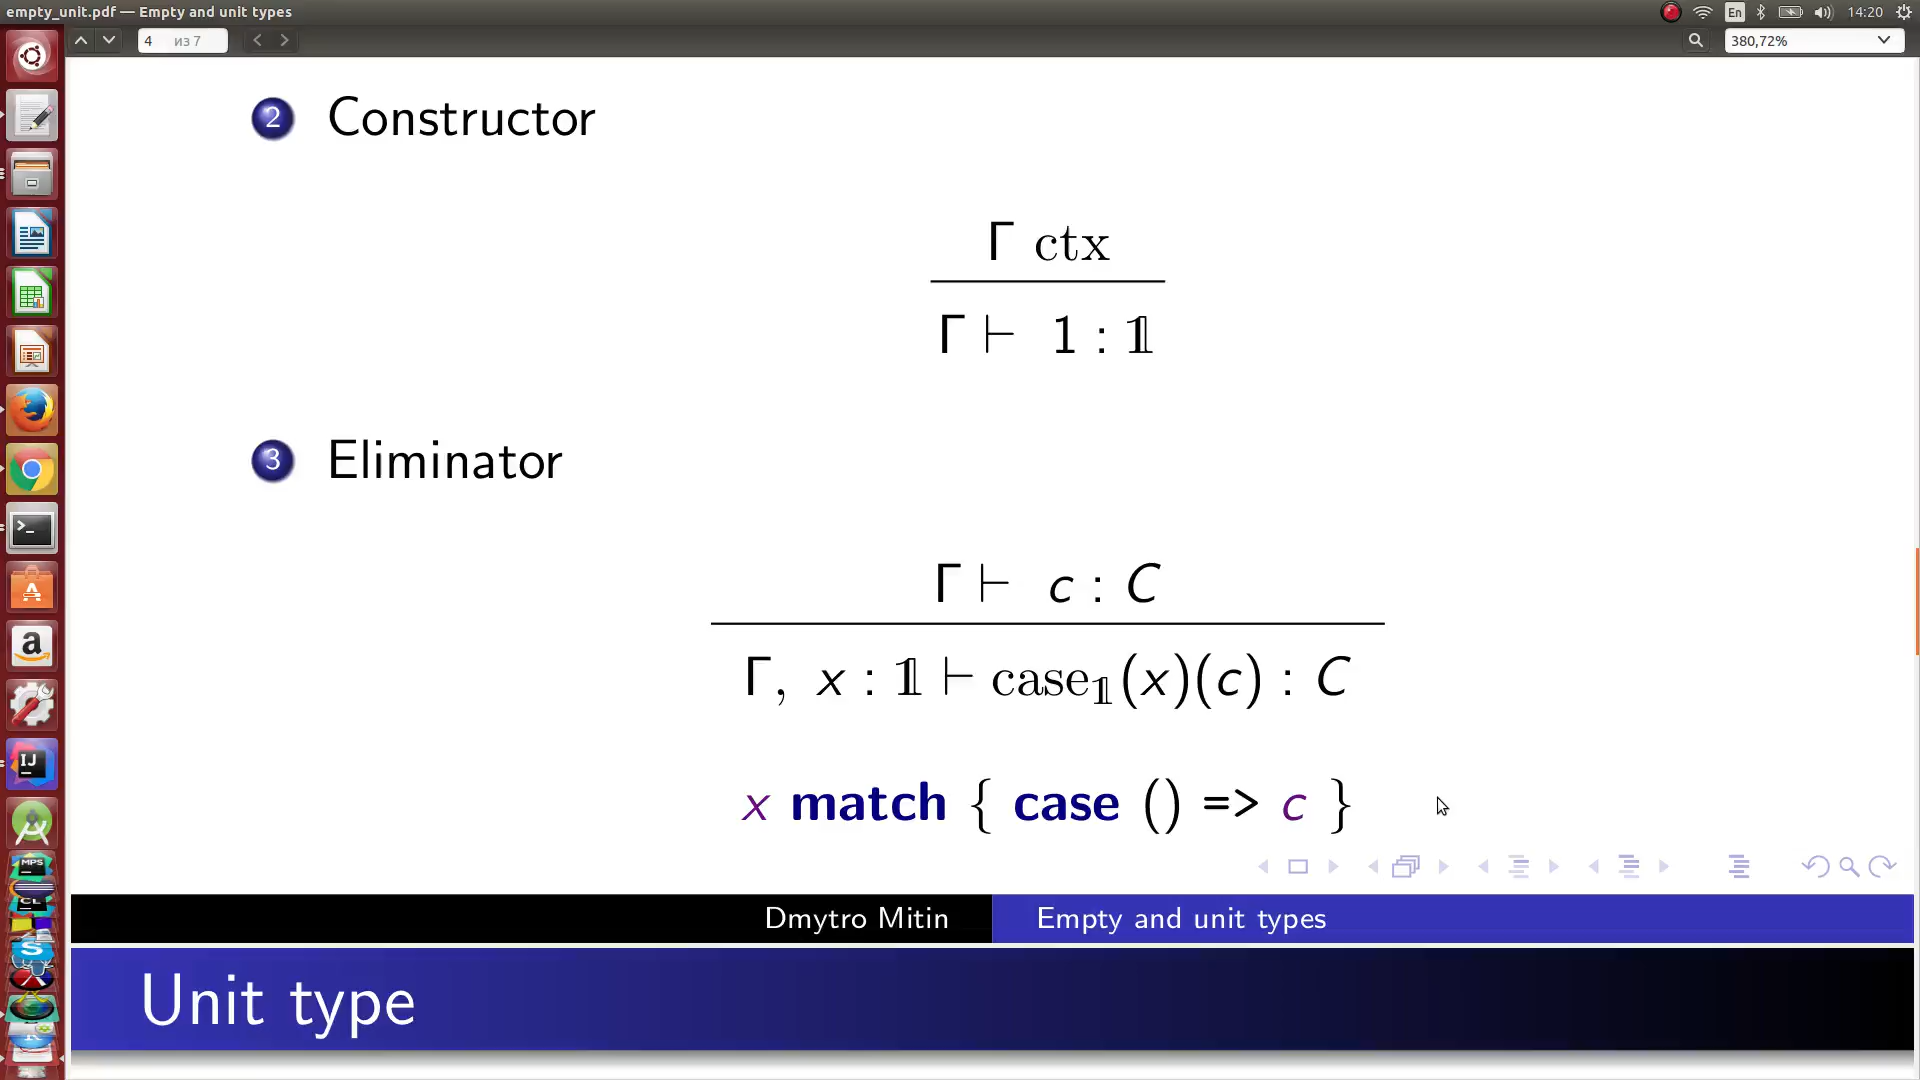 empty_unit.pdf — Empty and unit types
En
14:20
4 из 7
380,72%
2 Constructor
Γ ctx
Γ ⊢ 1 : 𝟙
3 Eliminator
Γ ⊢ c : C
Γ, x : 𝟙 ⊢ case𝟙(x)(c) : C
x match { case () => c }
Dmytro Mitin
Empty and unit types
Unit type